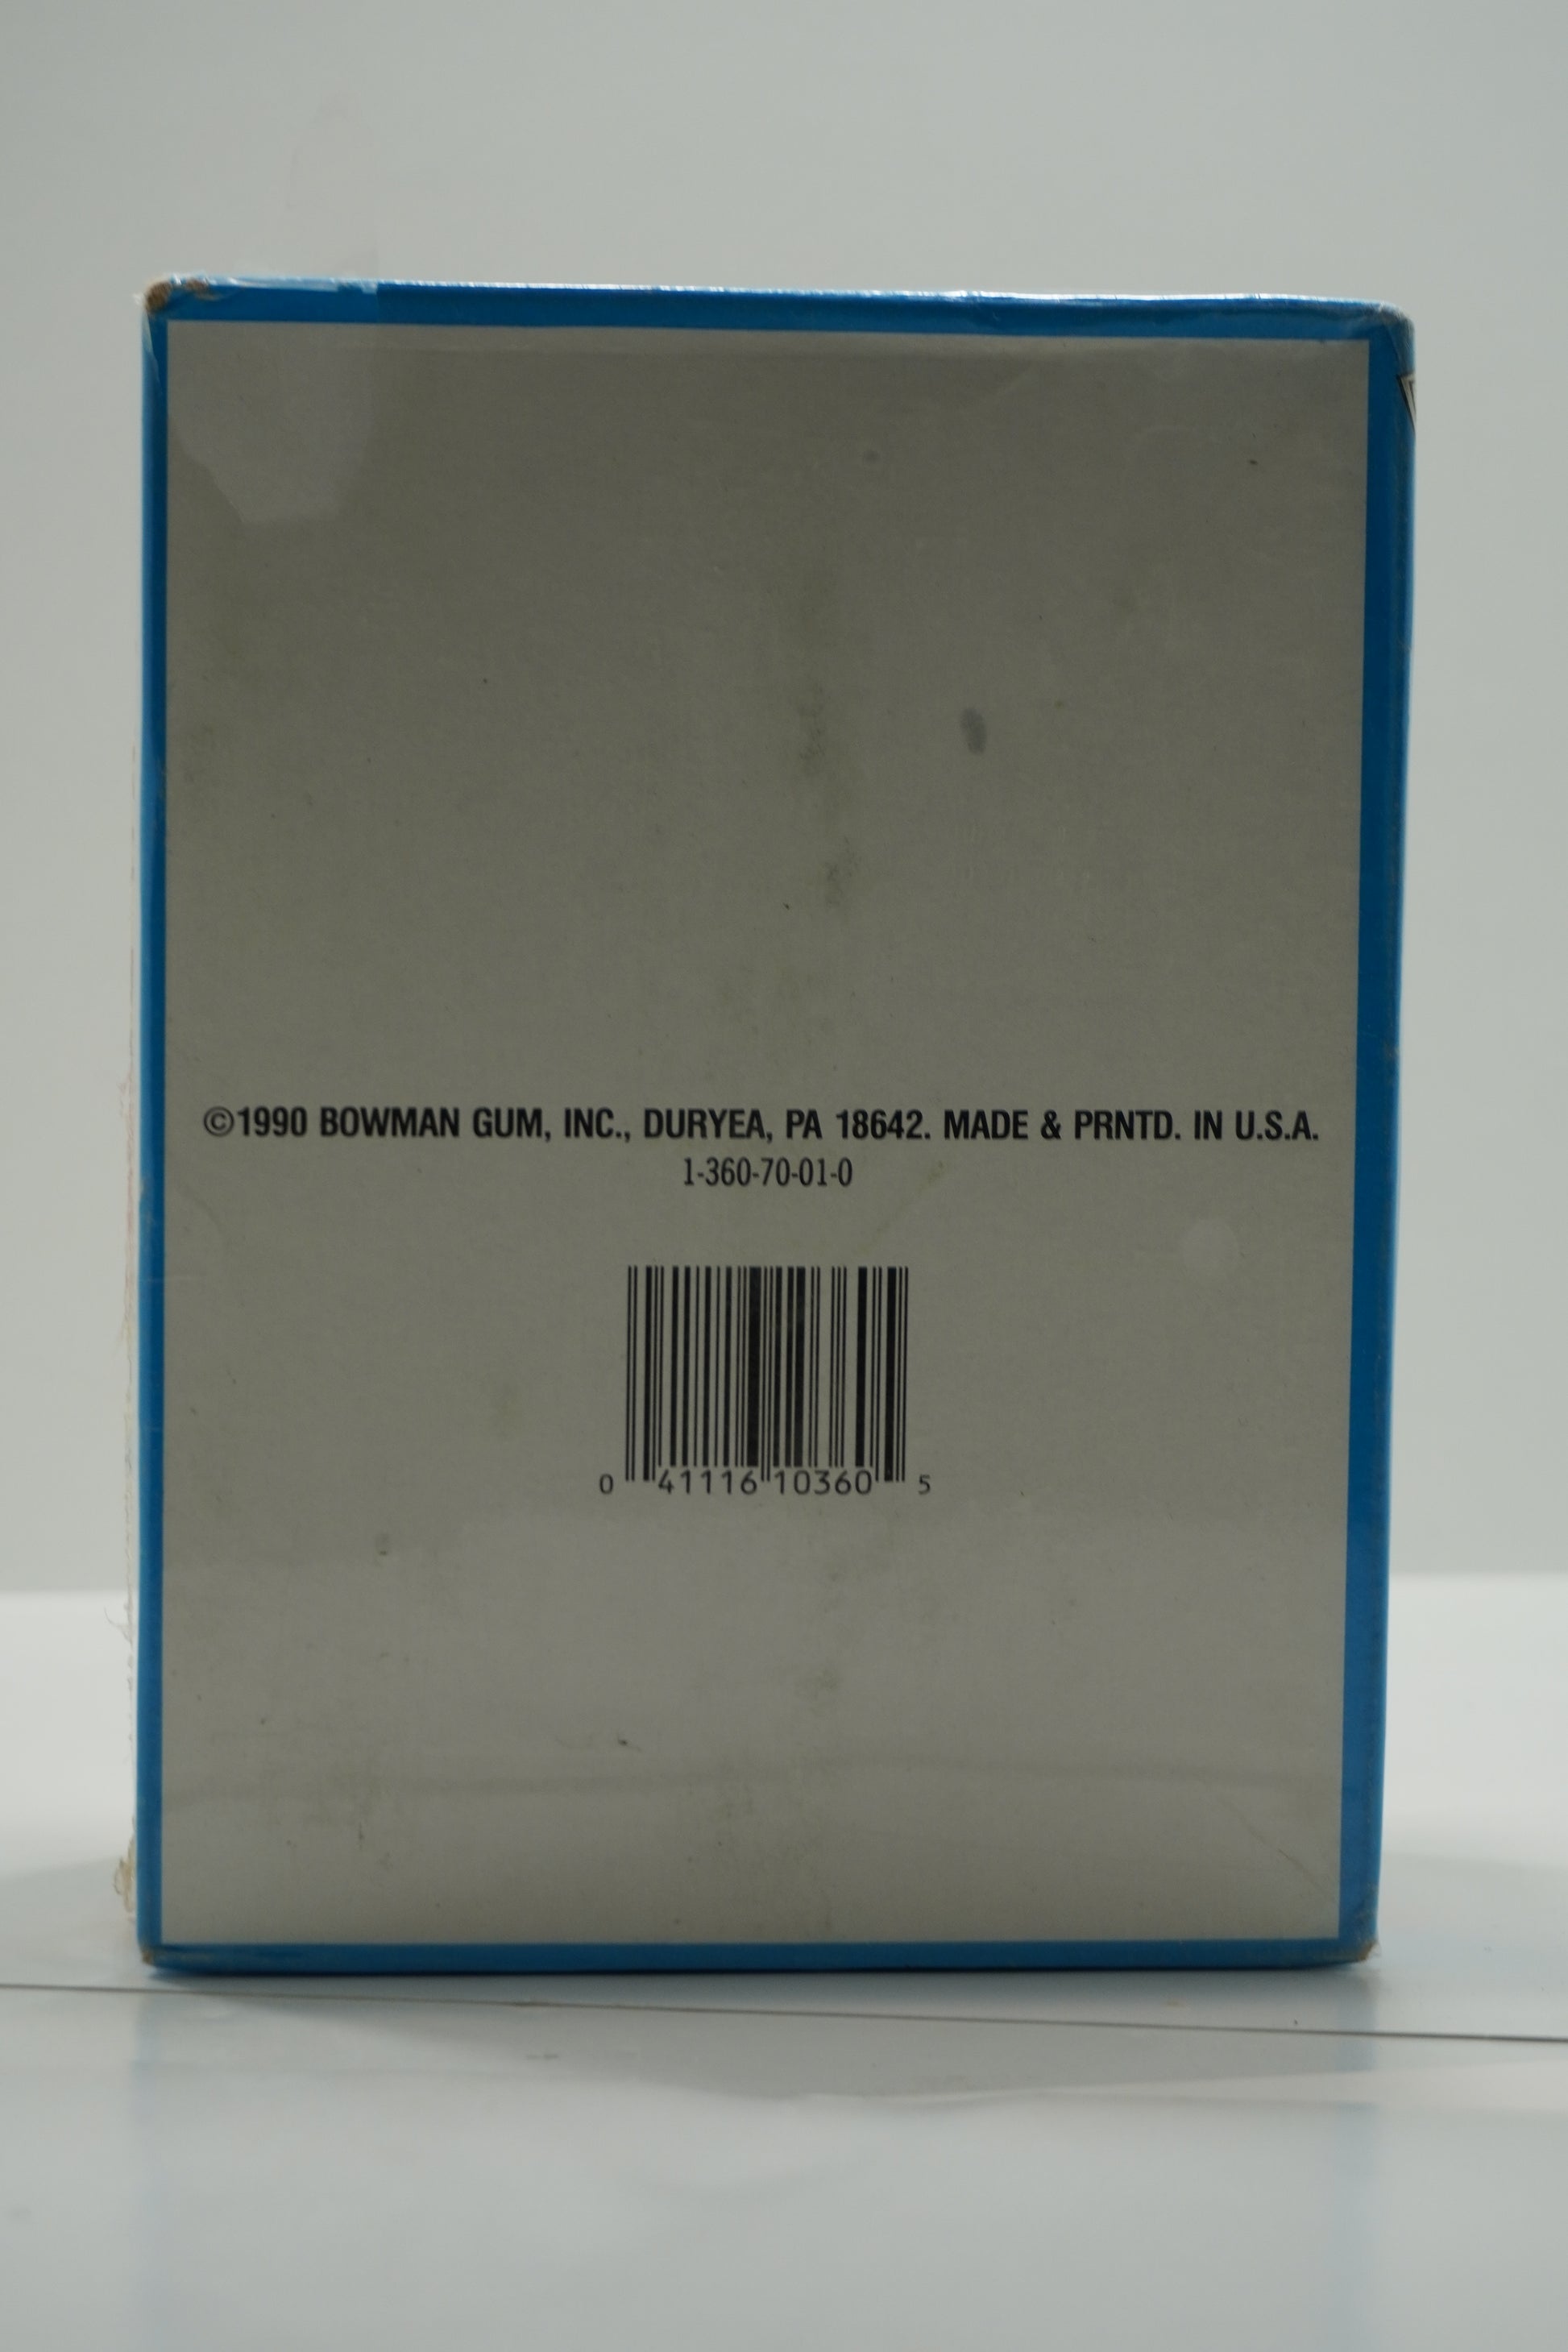 ©1990 BOWMAN GUM, INC., DURYEA, PA 18642. MADE & PRNTD. IN U.S.A.
1-360-70-01-0
0 41116 10360 5